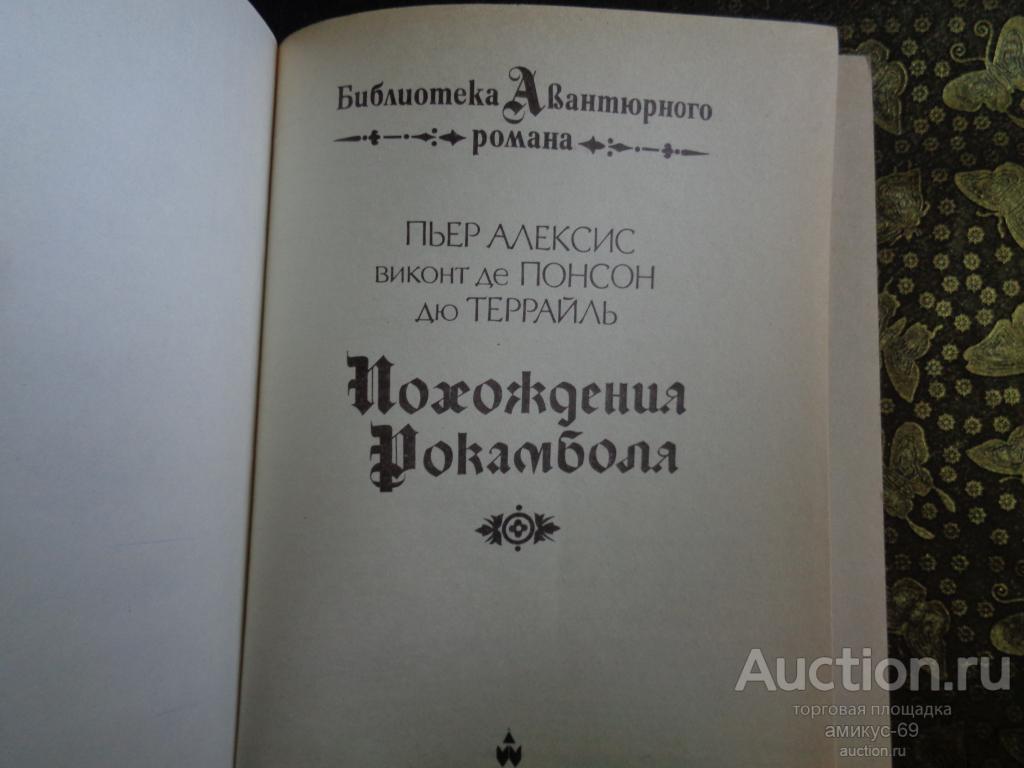 Библиотека Авантюрного
романа
ПЬЕР АЛЕКСИС
виконт де ПОНСОН
дю ТЕРРАЙЛЬ
Похождения
Рокамболя
Auction.ru
торговая площадка
амикус-69
auction.ru